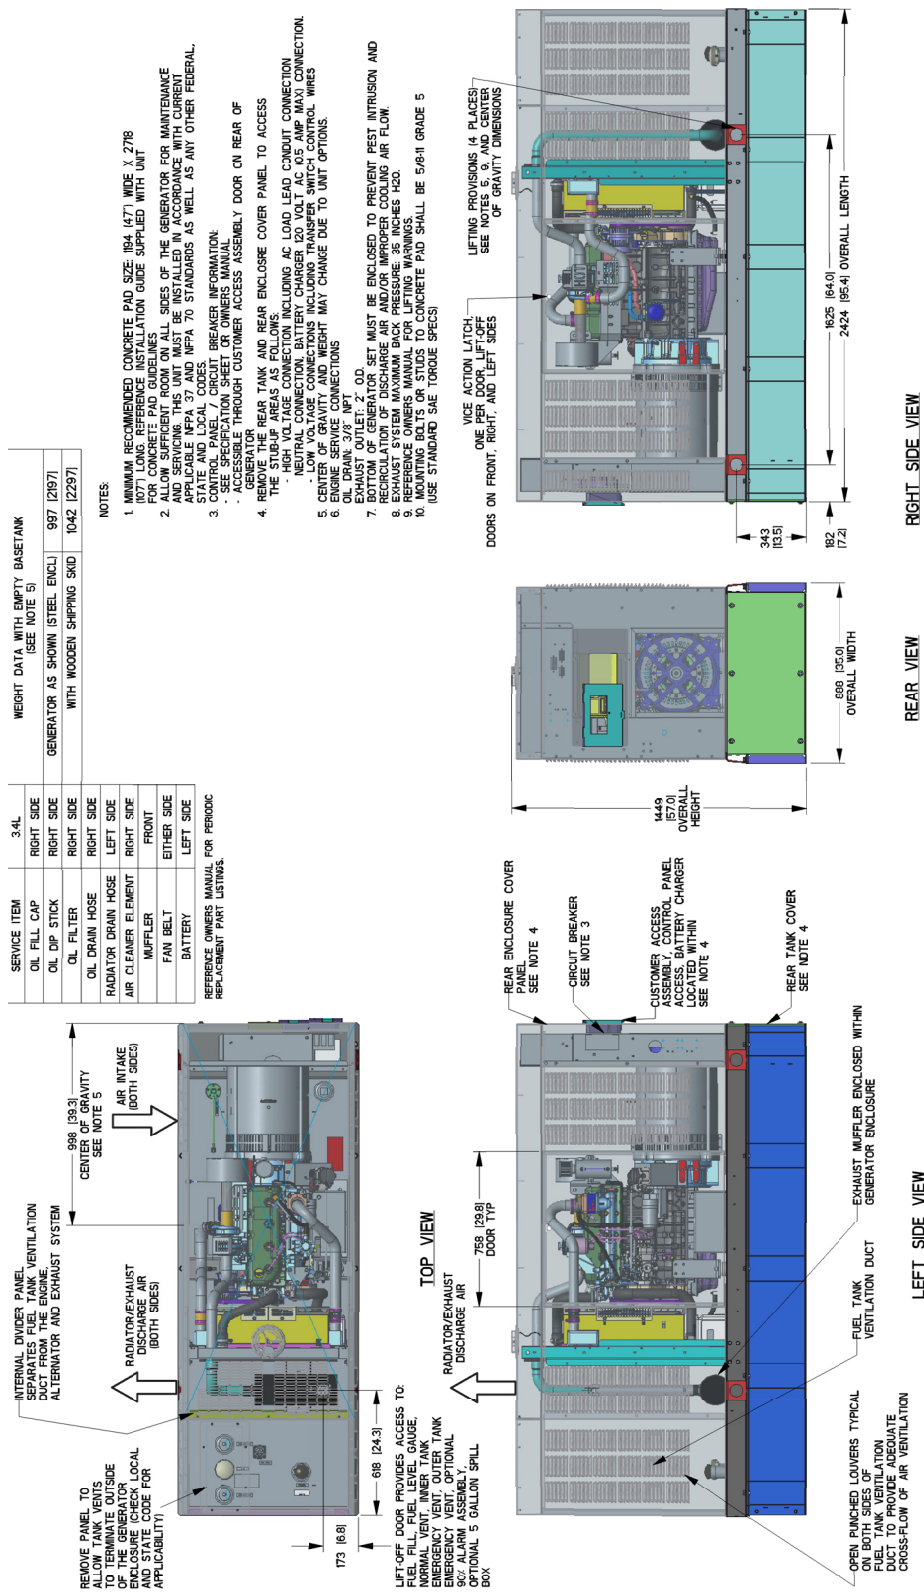 SERVICE ITEM 3.4L
OIL FILL CAP RIGHT SIDE
OIL DIP STICK RIGHT SIDE
OIL FILTER RIGHT SIDE
OIL DRAIN HOSE RIGHT SIDE
RADIATOR DRAIN HOSE LEFT SIDE
AIR CLEANER ELEMENT RIGHT SIDE
MUFFLER FRONT
FAN BELT EITHER SIDE
BATTERY LEFT SIDE
REFERENCE OWNERS MANUAL FOR PERIODIC
REPLACEMENT PART LISTINGS.
WEIGHT DATA WITH EMPTY BASETANK
(SEE NOTE 5)
GENERATOR AS SHOWN (STEEL ENCL) 997 [2197]
WITH WOODEN SHIPPING SKID 1042 [2297]
NOTES:
1. MINIMUM RECOMMENDED CONCRETE PAD SIZE: 1194 (47") WIDE X 2718
(107") LONG. REFERENCE INSTALLATION GUIDE SUPPLIED WITH UNIT
FOR CONCRETE PAD GUIDELINES
2. ALLOW SUFFICIENT ROOM ON ALL SIDES OF THE GENERATOR FOR MAINTENANCE
AND SERVICING. THIS UNIT MUST BE INSTALLED IN ACCORDANCE WITH CURRENT
APPLICABLE NFPA 37 AND NFPA 70 STANDARDS AS WELL AS ANY OTHER FEDERAL,
STATE AND LOCAL CODES.
3. CONTROL PANEL / CIRCUIT BREAKER INFORMATION:
- SEE SPECIFICATION SHEET OR OWNERS MANUAL
- ACCESSIBLE THROUGH CUSTOMER ACCESS ASSEMBLY DOOR ON REAR OF
GENERATOR
4. REMOVE THE REAR TANK AND REAR ENCLOSRE COVER PANEL TO ACCESS
THE STUB-UP AREAS AS FOLLOWS:
- HIGH VOLTAGE CONNECTION INCLUDING AC LOAD LEAD CONDUIT CONNECTION
NEUTRAL CONNECTION, BATTERY CHARGER 120 VOLT AC (0.5 AMP MAX) CONNECTION.
- LOW VOLTAGE CONNECTIONS INCLUDING TRANSFER SWITCH CONTROL WIRES
5. CENTER OF GRAVITY AND WEIGHT MAY CHANGE DUE TO UNIT OPTIONS.
6. ENGINE SERVICE CONNECTIONS
OIL DRAIN: 3/8" NPT
EXHAUST OUTLET: 2" O.D.
7. BOTTOM OF GENERATOR SET MUST BE ENCLOSED TO PREVENT PEST INTRUSION AND
RECIRCULATION OF DISCHARGE AIR AND/OR IMPROPER COOLING AIR FLOW.
8. EXHAUST SYSTEM MAXIMUM BACK PRESSURE: 35 INCHES H2O.
9. REFERENCE OWNERS MANUAL FOR LIFTING WARNINGS.
10. MOUNTING BOLTS OR STUDS TO CONCRETE PAD SHALL BE 5/8-11 GRADE 5
(USE STANDARD SAE TORQUE SPECS)
INTERNAL DIVIDER PANEL
SEPARATES FUEL TANK VENTILATION
DUCT FROM THE ENGINE,
ALTERNATOR AND EXHAUST SYSTEM
REMOVE PANEL TO
ALLOW TANK VENTS
TO TERMINATE OUTSIDE
OF THE GENERATOR
ENCLOSURE (CHECK LOCAL
AND STATE CODE FOR
APPLICABILITY)
RADIATOR/EXHAUST
DISCHARGE AIR
(BOTH SIDES)
998 [39.3]
CENTER OF GRAVITY
SEE NOTE 5
AIR INTAKE
(BOTH SIDES)
173 [6.8]
618 [24.3]
TOP VIEW
LIFT-OFF DOOR PROVIDES ACCESS TO:
FUEL FILL, FUEL LEVEL GAUGE,
NORMAL VENT, INNER TANK
EMERGENCY VENT, OUTER TANK
EMERGENCY VENT, OPTIONAL
90% ALARM ASSEMBLY,
OPTIONAL 5 GALLON SPILL
BOX
RADIATOR/EXHAUST
DISCHARGE AIR
758 [29.8]
DOOR TYP
REAR ENCLOSURE COVER
PANEL
SEE NOTE 4
CIRCUIT BREAKER
SEE NOTE 3
CUSTOMER ACCESS
ASSEMBLY, CONTROL PANEL
ACCESS, BATTERY CHARGER
LOCATED WITHIN
SEE NOTE 4
REAR TANK COVER
SEE NOTE 4
OPEN PUNCHED LOUVERS TYPICAL
ON BOTH SIDES OF
FUEL TANK VENTILATION
DUCT TO PROVIDE ADEQUATE
CROSS-FLOW OF AIR VENTILATION
FUEL TANK
VENTILATION DUCT
EXHAUST MUFFLER ENCLOSED WITHIN
GENERATOR ENCLOSURE
LEFT SIDE VIEW
1449
[57.0]
OVERALL
HEIGHT
888 [35.0]
OVERALL WIDTH
REAR VIEW
VICE ACTION LATCH,
ONE PER DOOR, LIFT-OFF
DOORS ON FRONT, RIGHT, AND LEFT SIDES
LIFTING PROVISIONS (4 PLACES)
SEE NOTES 5, 9, AND CENTER
OF GRAVITY DIMENSIONS
343
[13.5]
182
[7.2]
1625 [64.0]
2424 [95.4] OVERALL LENGTH
RIGHT SIDE VIEW